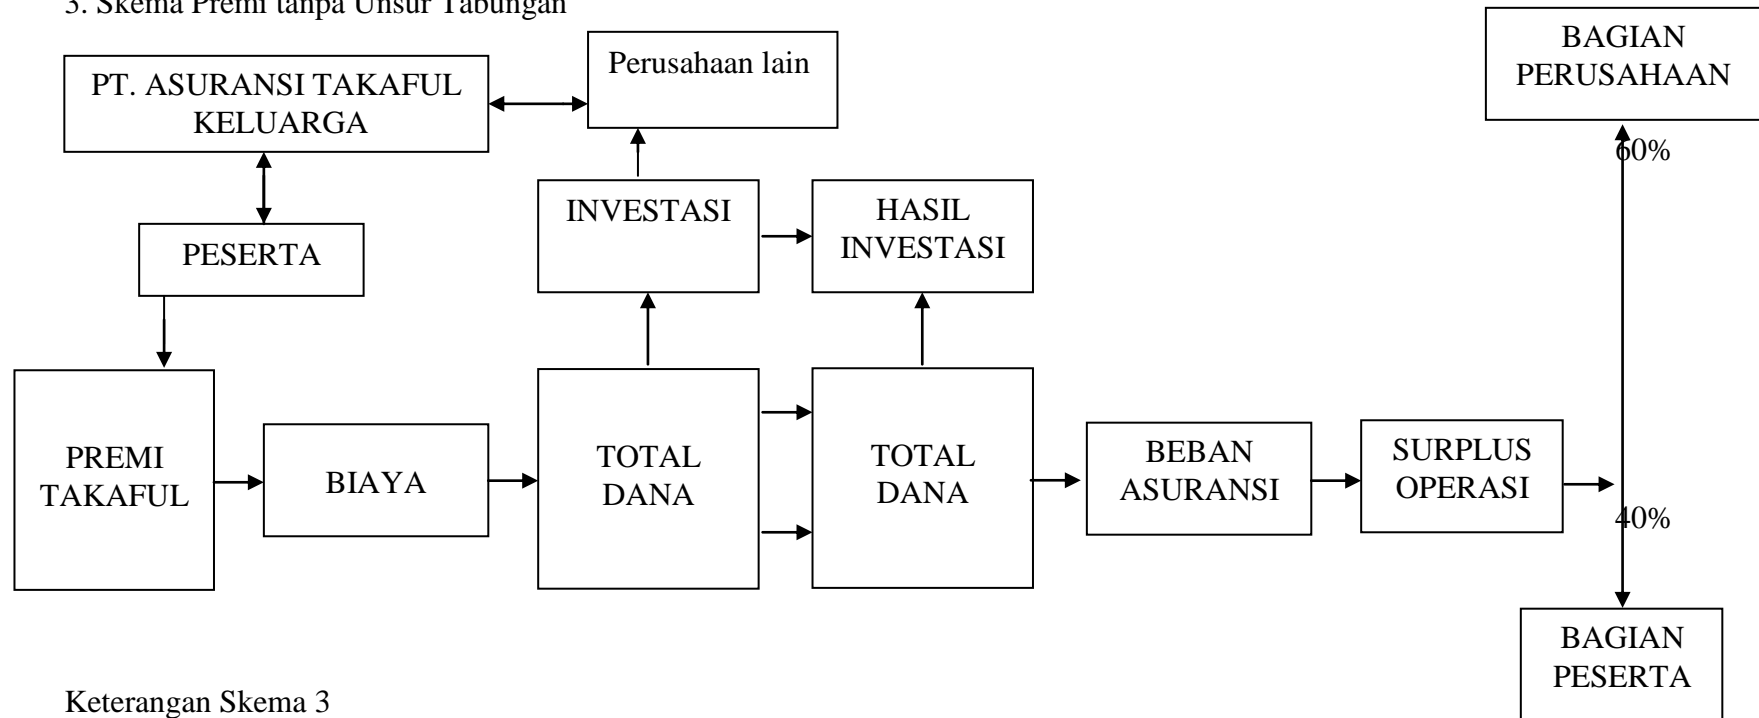 3. Skema Premi tanpa Unsur Tabungan
PT. ASURANSI TAKAFUL
KELUARGA
Perusahaan lain
BAGIAN
PERUSAHAAN
60%
PESERTA
INVESTASI
HASIL
INVESTASI
PREMI
TAKAFUL
BIAYA
TOTAL
DANA
TOTAL
DANA
BEBAN
ASURANSI
SURPLUS
OPERASI
40%
BAGIAN
PESERTA
Keterangan Skema 3